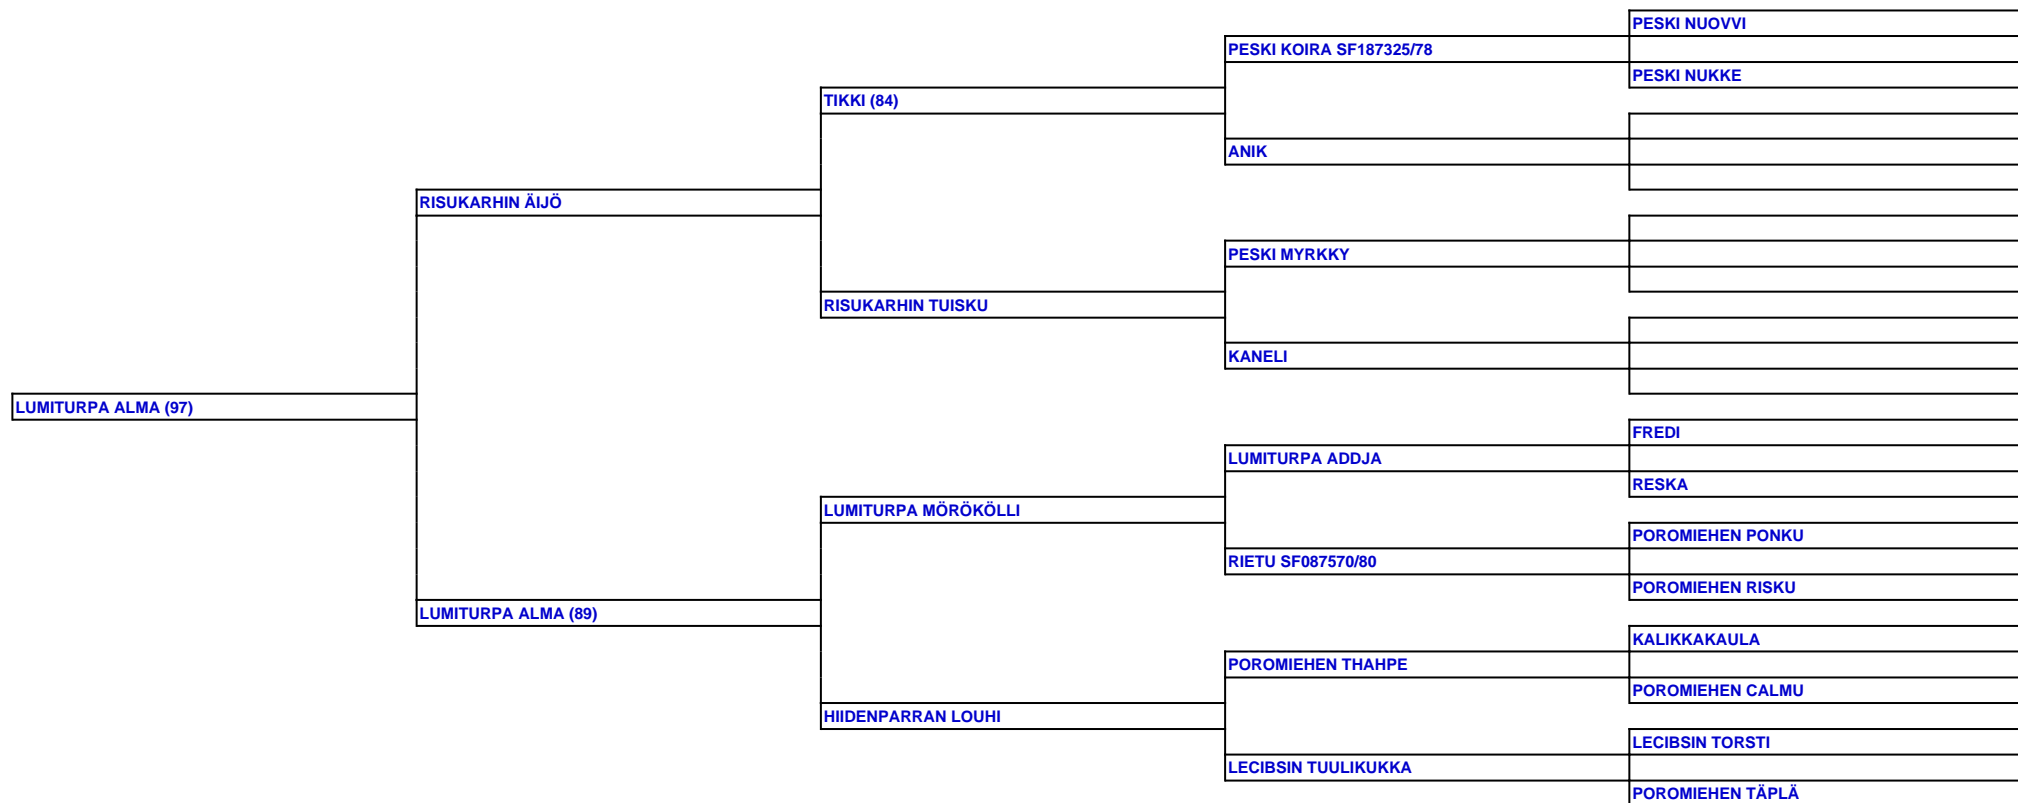 PESKI NUOVVI
PESKI KOIRA SF187325/78
PESKI NUKKE
TIKKI (84)
ANIK
RISUKARHIN ÄIJÖ
PESKI MYRKKY
RISUKARHIN TUISKU
KANELI
LUMITURPA ALMA (97)
FREDI
LUMITURPA ADDJA
RESKA
LUMITURPA MÖRÖKÖLLI
POROMIEHEN PONKU
RIETU SF087570/80
POROMIEHEN RISKU
LUMITURPA ALMA (89)
KALIKKAKAULA
POROMIEHEN THAHPE
POROMIEHEN CALMU
HIIDENPARRAN LOUHI
LECIBSIN TORSTI
LECIBSIN TUULIKUKKA
POROMIEHEN TÄPLÄ